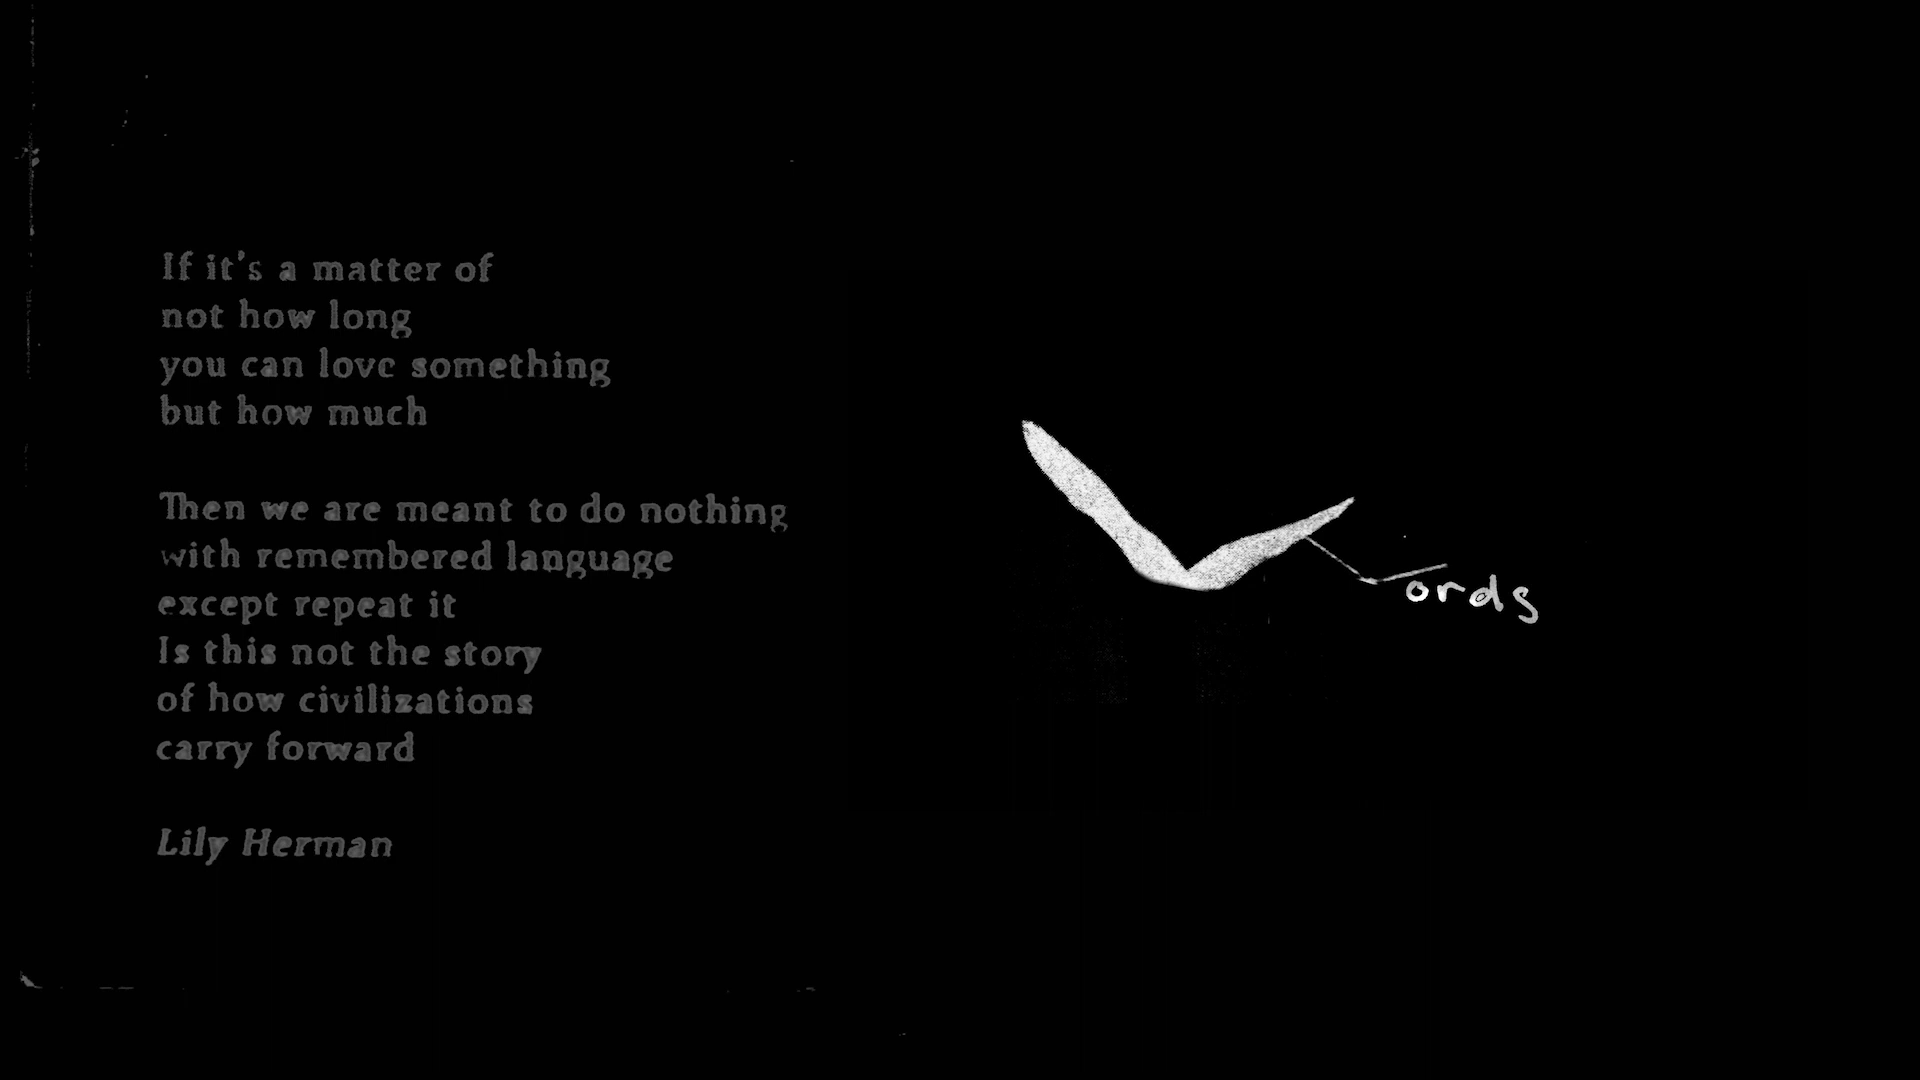 If it's a matter of
not how long
you can love something
but how much
Then we are meant to do nothing
with remembered language
except repeat it
Is this not the story
of how civilizations
carry forward
Lily Herman
ords